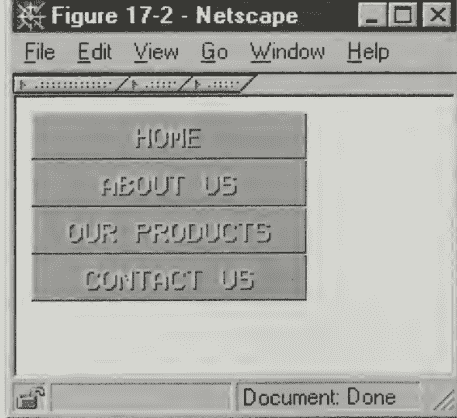 Figure 17-2 - Netscape
File Edit View Go Window Help
HOME
ABOUT US
OUR PRODUCTS
CONTACT US
Document: Done